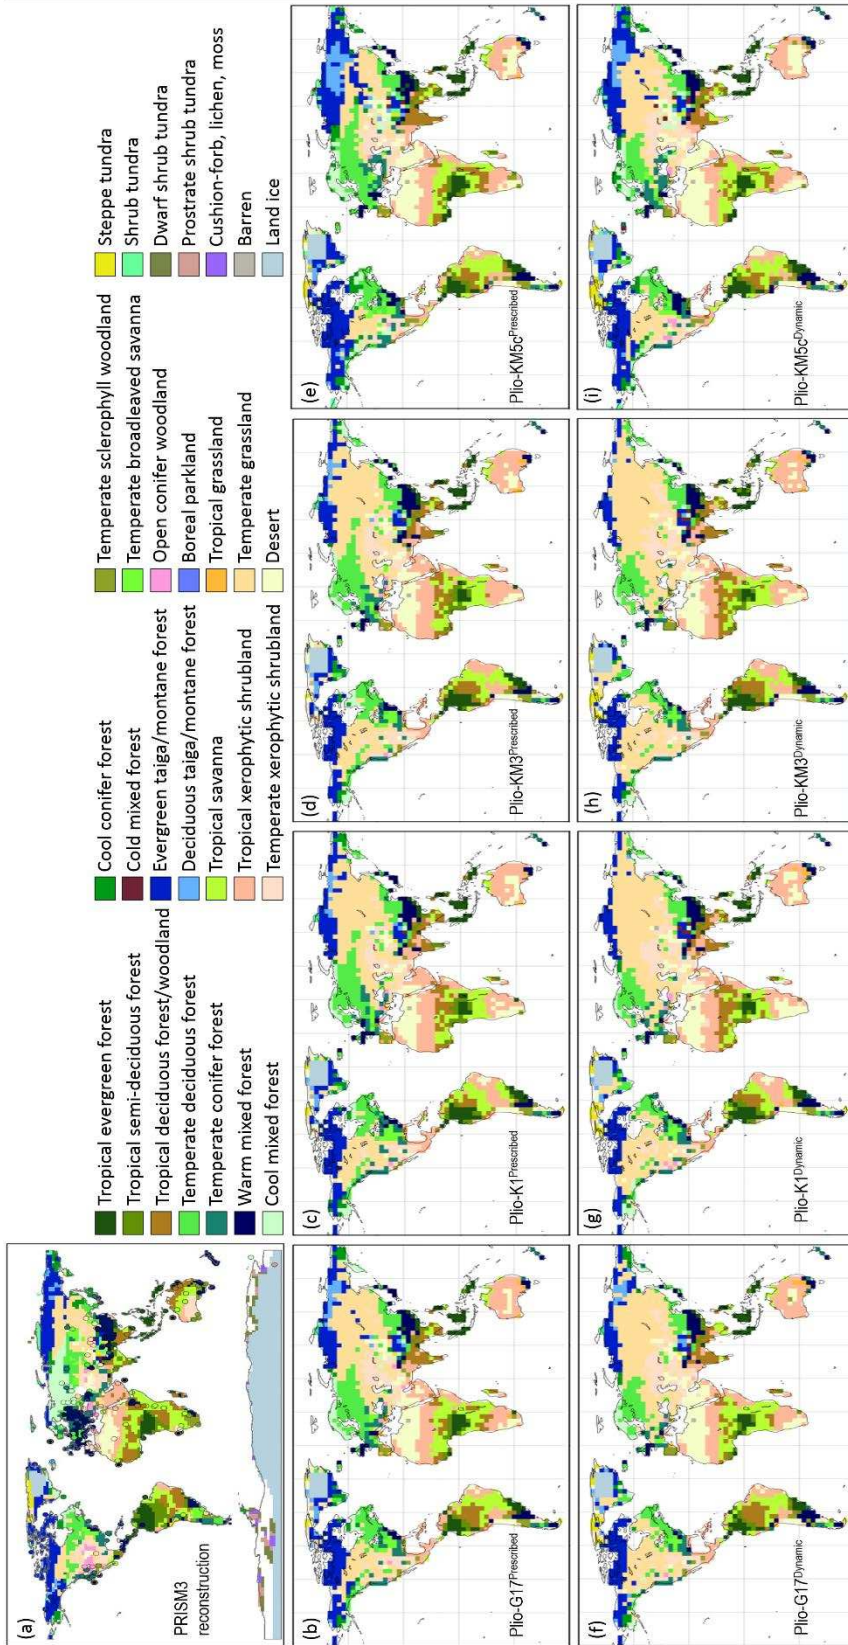 (a)
PRISM3
reconstruction
Tropical evergreen forest
Tropical semi-deciduous forest
Tropical deciduous forest/woodland
Temperate deciduous forest
Temperate conifer forest
Warm mixed forest
Cool mixed forest
Cool conifer forest
Cold mixed forest
Evergreen taiga/montane forest
Deciduous taiga/montane forest
Tropical savanna
Tropical xerophytic shrubland
Temperate xerophytic shrubland
Temperate sclerophyll woodland
Temperate broadleaved savanna
Open conifer woodland
Boreal parkland
Tropical grassland
Temperate grassland
Desert
Steppe tundra
Shrub tundra
Dwarf shrub tundra
Prostrate shrub tundra
Cushion-forb, lichen, moss
Barren
Land ice
(b)
Plio-G17Prescribed
(c)
Plio-K1Prescribed
(d)
Plio-KM3Prescribed
(e)
Plio-KM5cPrescribed
(f)
Plio-G17Dynamic
(g)
Plio-K1Dynamic
(h)
Plio-KM3Dynamic
(i)
Plio-KM5cDynamic